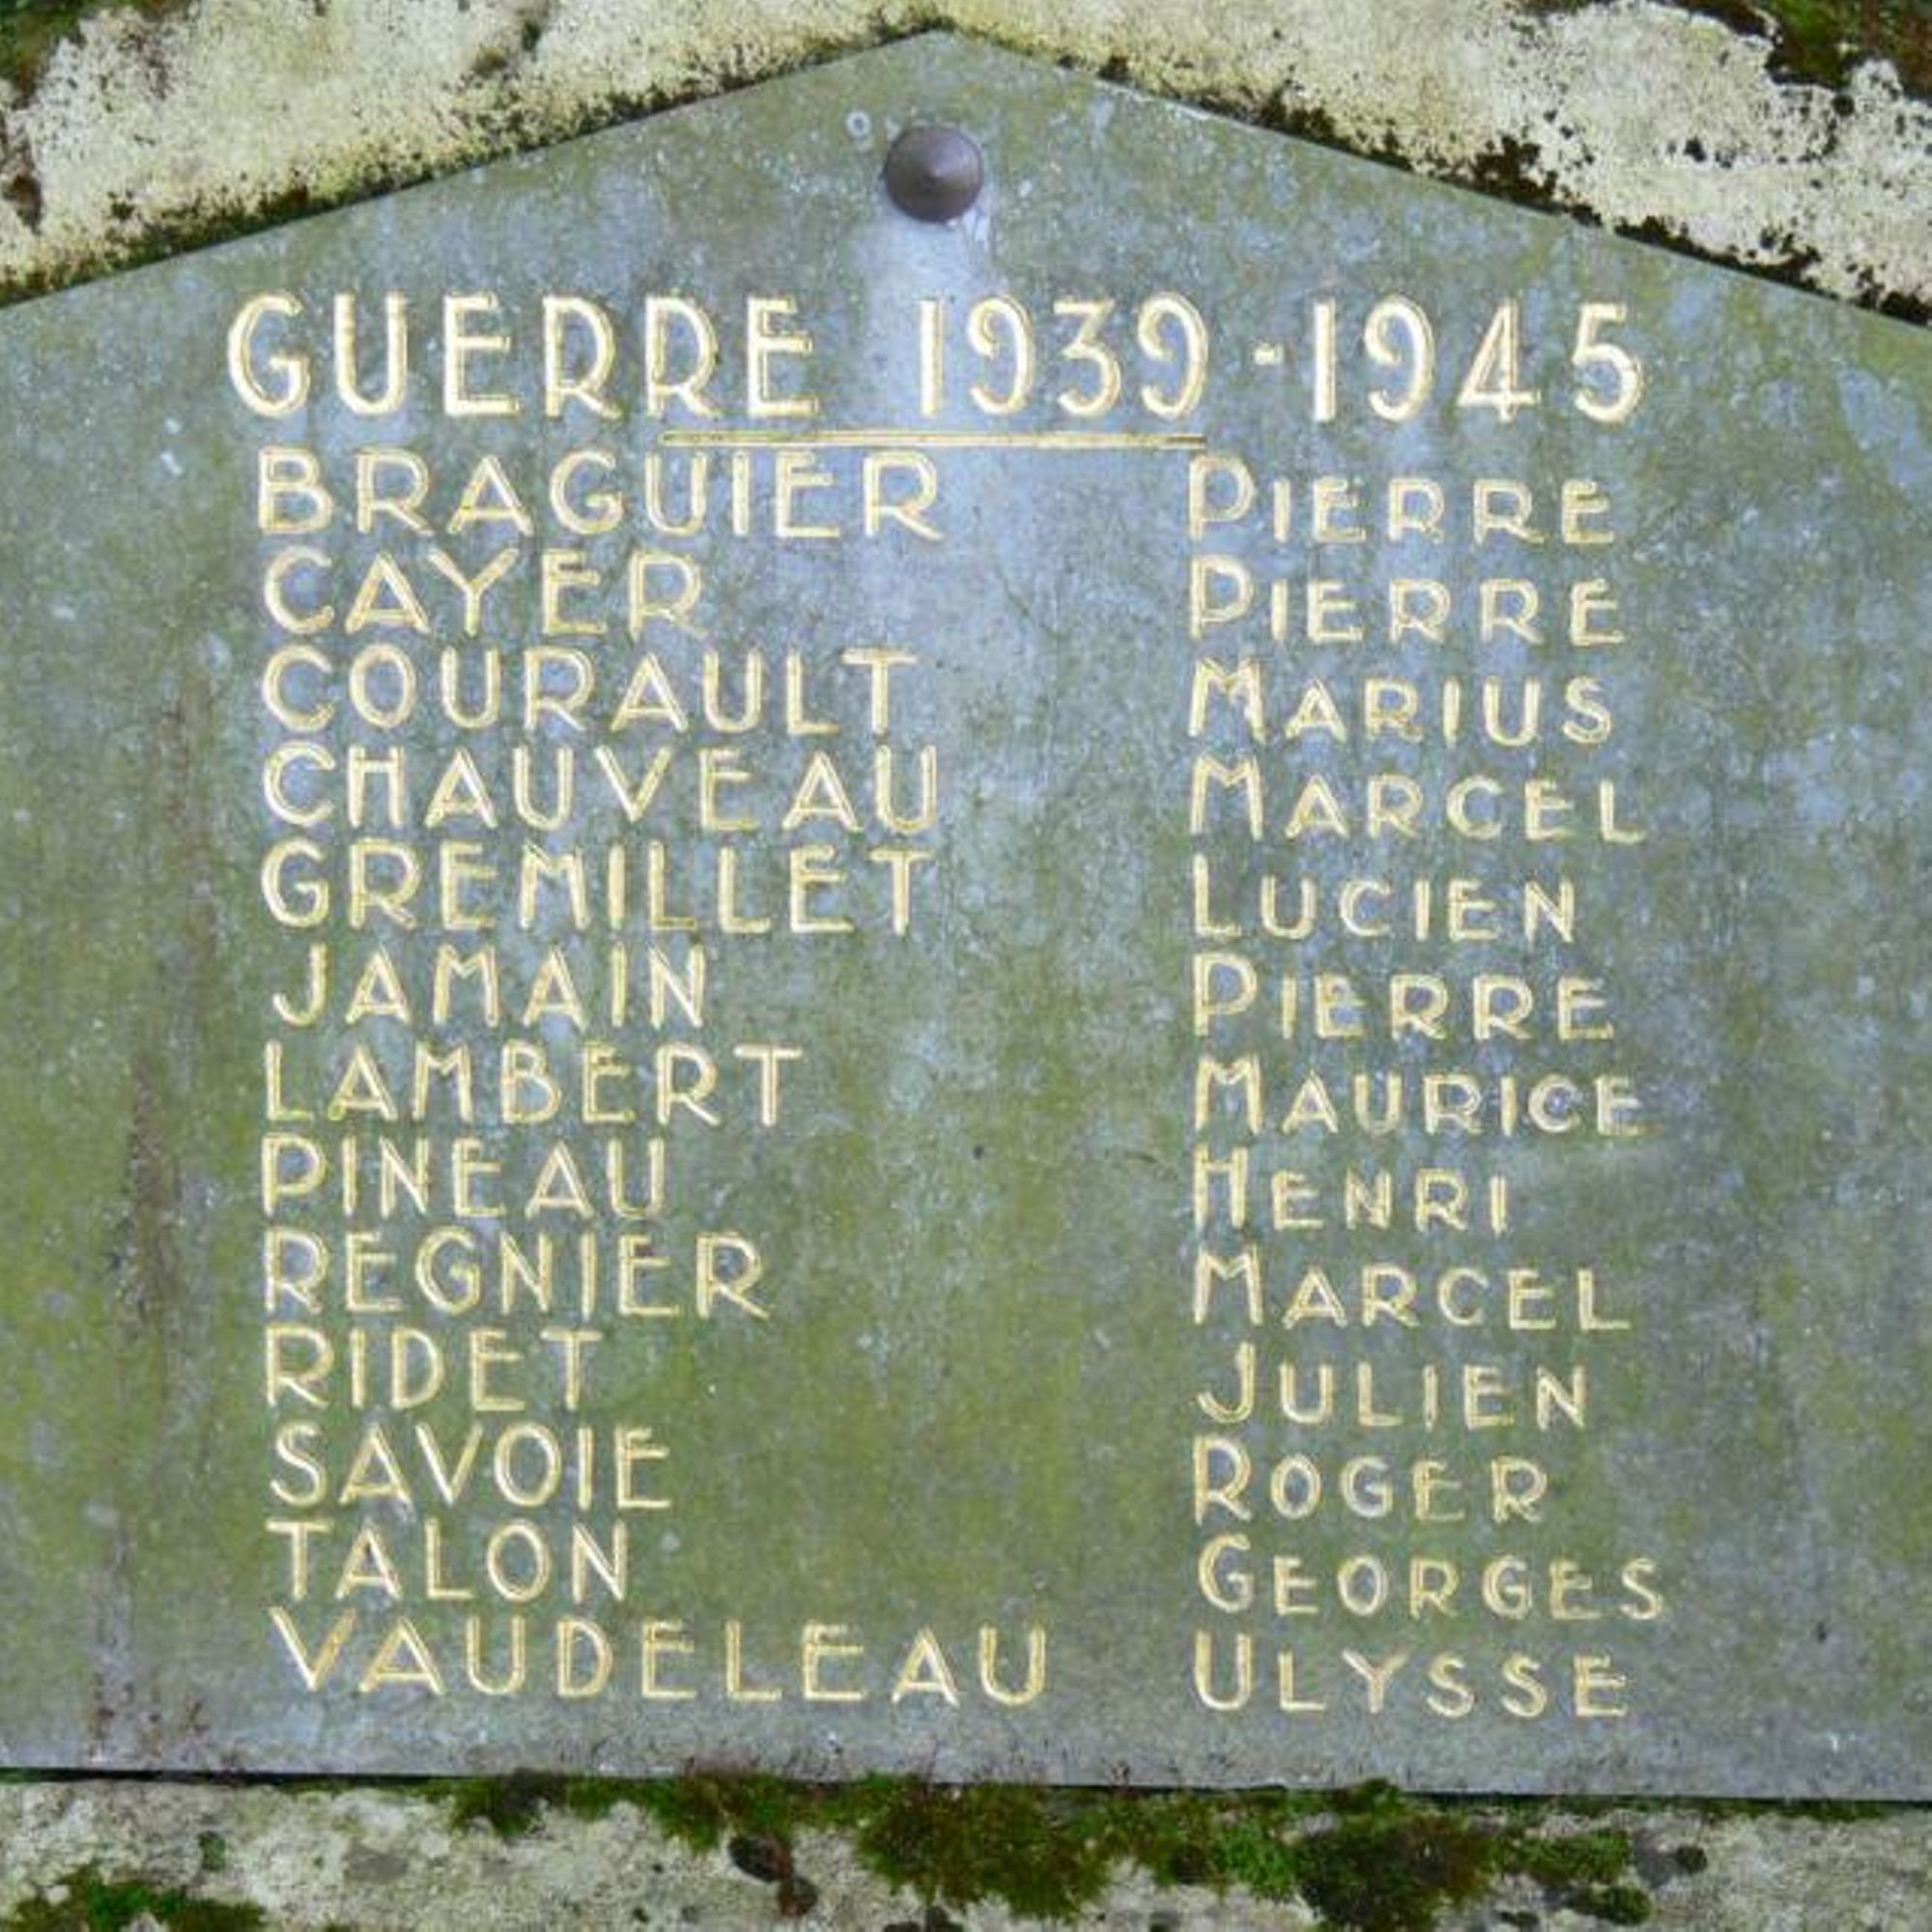 GUERRE 1939-1945
BRAGUIER PIERRE
CAYER PIERRE
COURAULT MARIUS
CHAUVEAU MARCEL
GREMILLET LUCIEN
JAMAIN PIERRE
LAMBERT MAURICE
PINEAU HENRI
REGNIER MARCEL
RIDET JULIEN
SAVOIE ROGER
TALON GEORGES
VAUDELEAU ULYSSE